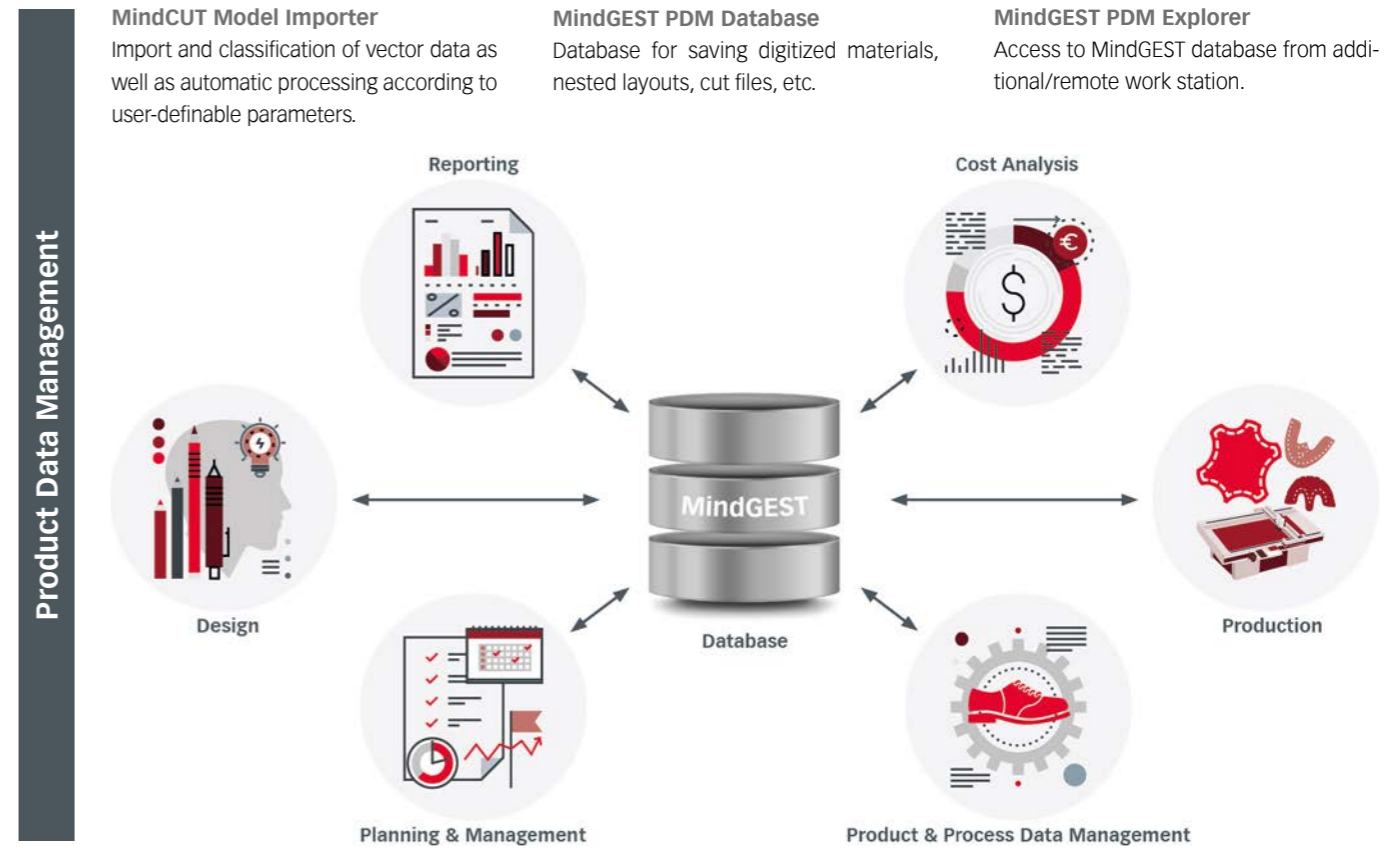 Product Data Management
MindCUT Model Importer
Import and classification of vector data as
well as automatic processing according to
user-definable parameters.
MindGEST PDM Database
Database for saving digitized materials,
nested layouts, cut files, etc.
MindGEST PDM Explorer
Access to MindGEST database from addi-
tional/remote work station.
Reporting
Cost Analysis
€
$
MindGEST
Design
Database
Production
Planning & Management
Product & Process Data Management